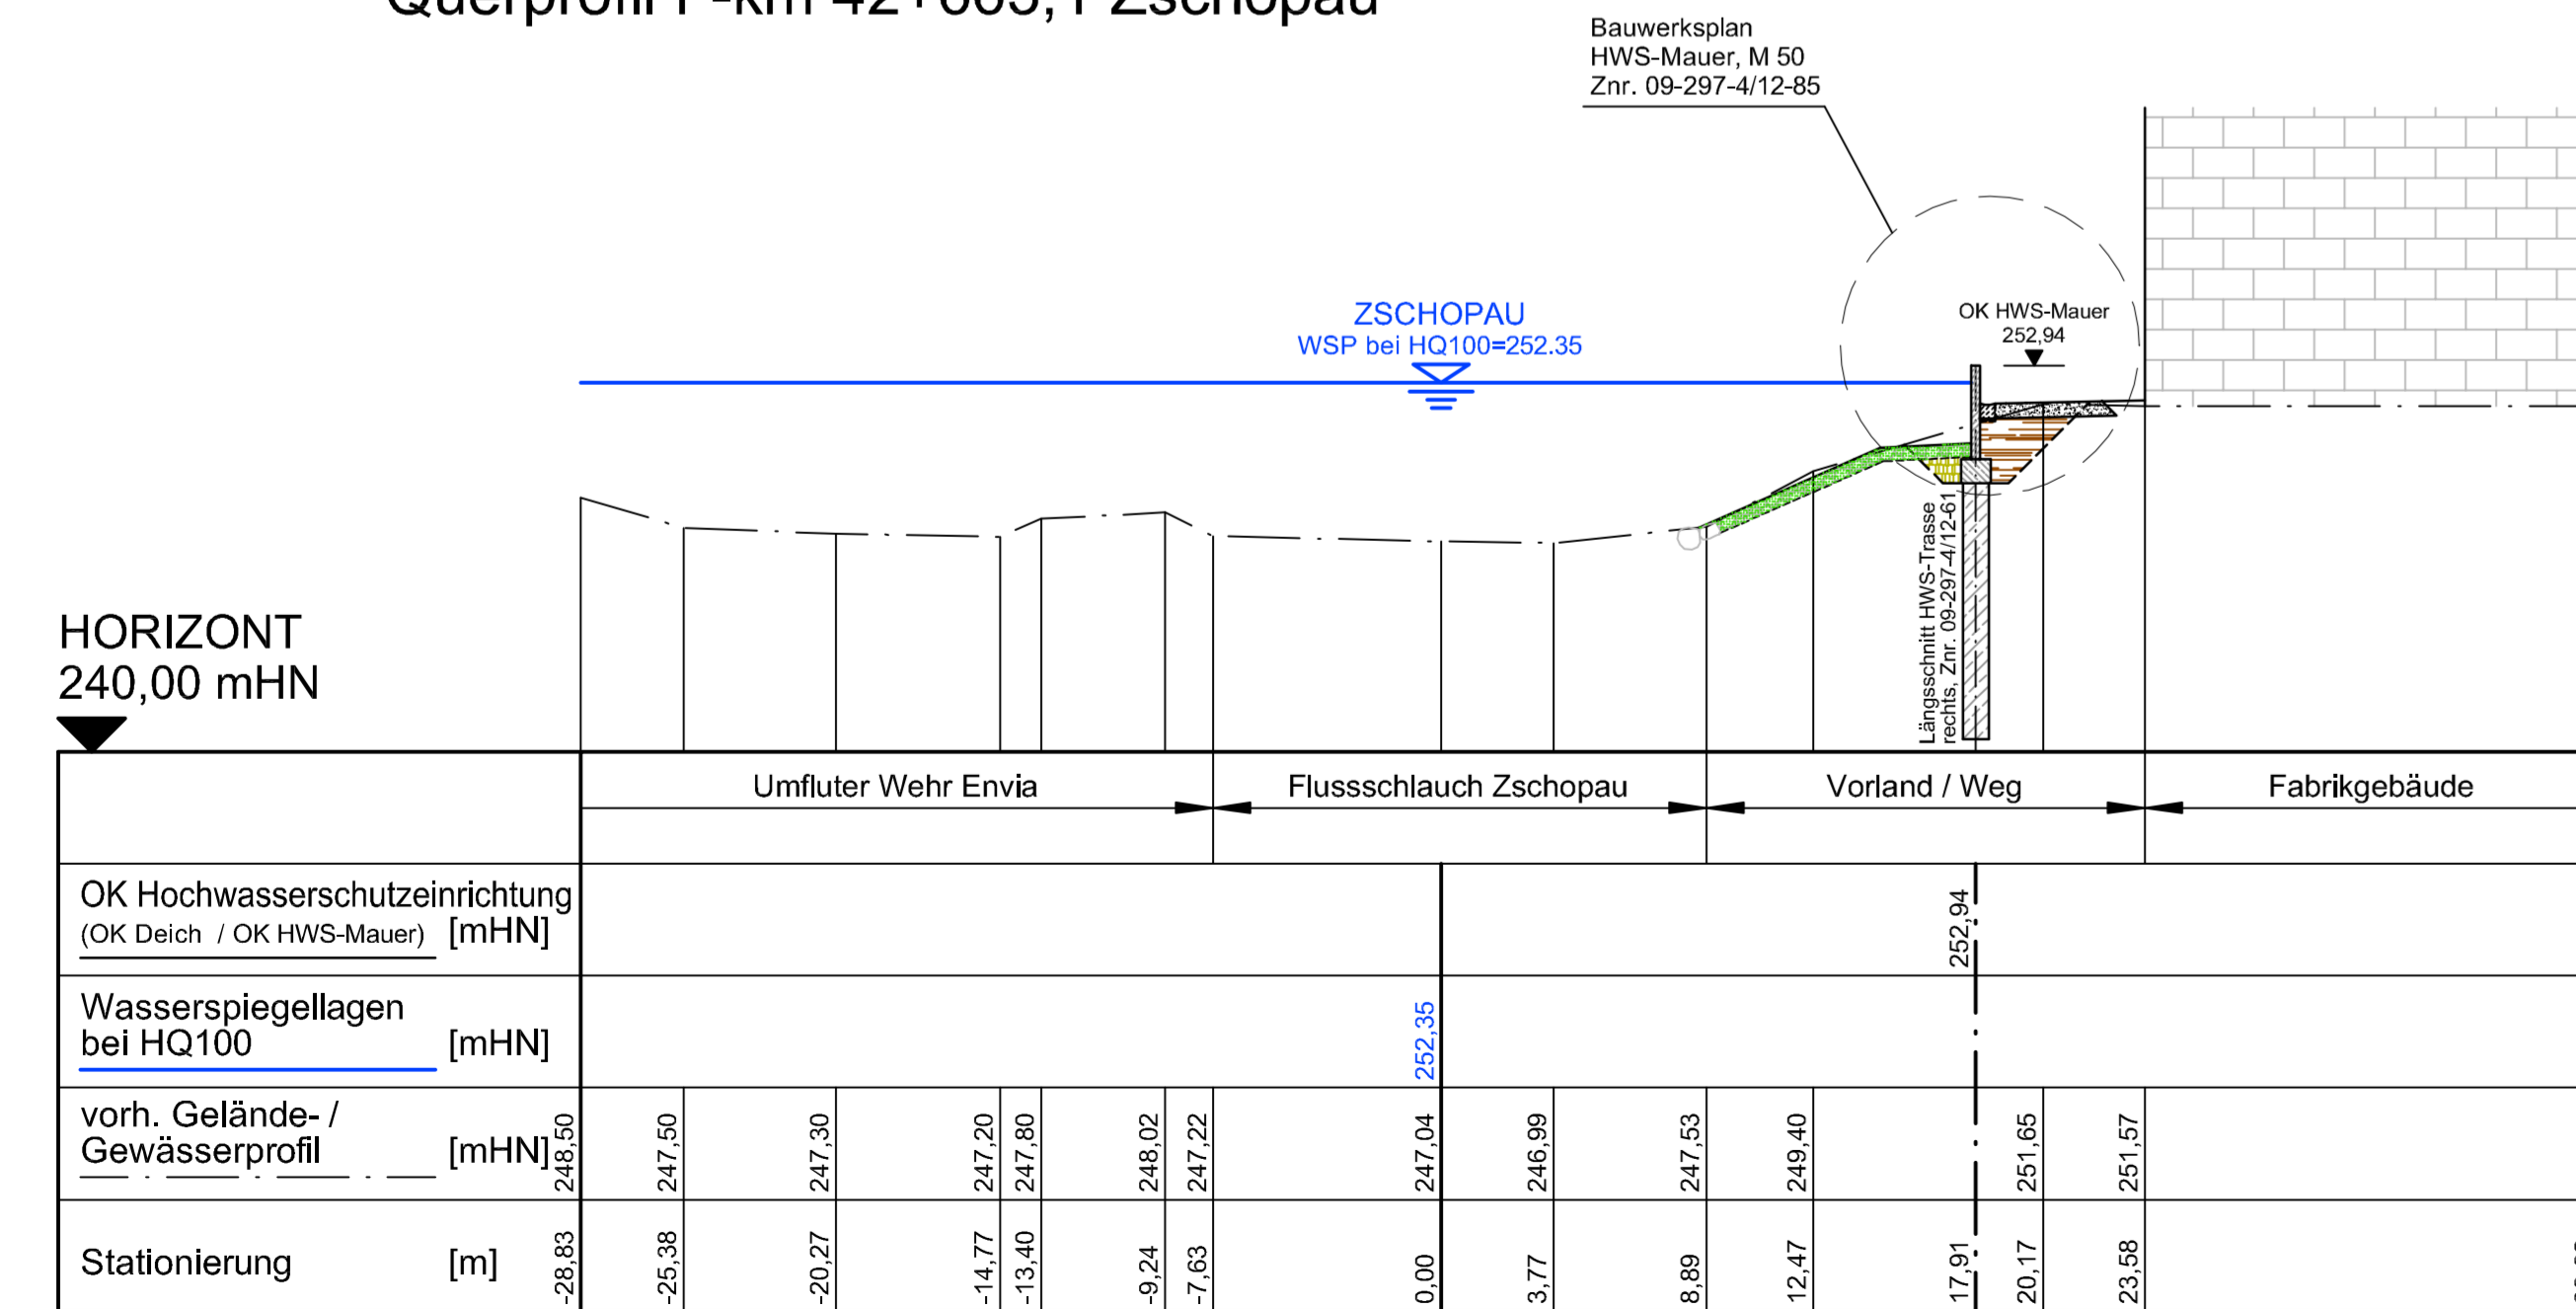 Querprofil F-km 42+663, r Zschopau
Bauwerksplan
HWS-Mauer, M 50
Znr. 09-297-4/12-85
ZSCHOPAU
WSP bei HQ100=252.35
OK HWS-Mauer
252,94
Längsschnitt HWS-Trasse
rechts, Znr. 09-297-4/12-61
HORIZONT
240,00 mHN
Umfluter Wehr Envia
Flussschlauch Zschopau
Vorland / Weg
Fabrikgebäude
OK Hochwasserschutzeinrichtung
(OK Deich / OK HWS-Mauer) [mHN]
252,94
Wasserspiegellagen
bei HQ100 [mHN]
252,35
vorh. Gelände- /
Gewässerprofil [mHN]
248,50 247,50 247,30 247,20 247,80 248,02 247,22 247,04 246,99 247,53 249,40 251,65 251,57
Stationierung [m]
-28,83 -25,38 -20,27 -14,77 -13,40 -9,24 -7,63 0,00 3,77 8,89 12,47 17,91 20,17 23,58